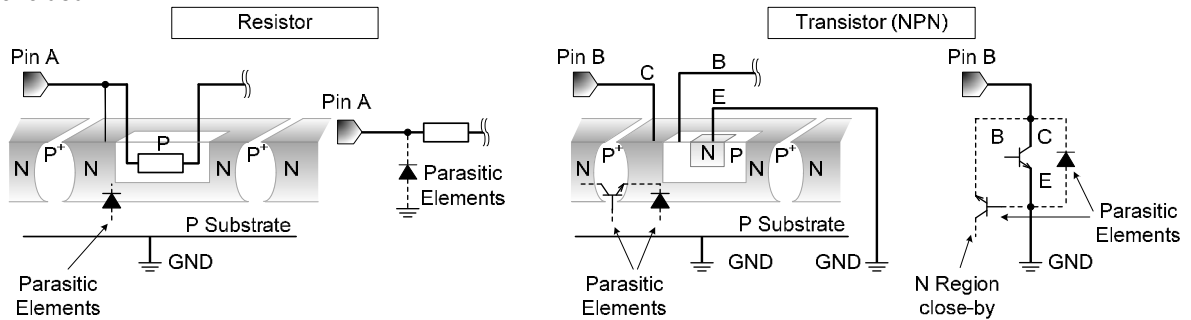 Resistor
Transistor (NPN)
Pin A
Pin B
C
B
E
Pin B
Pin A
N
P+
N
P
P+
N
N
P+
N
P
P+
N
N
B
C
E
Parasitic
Elements
P Substrate
GND
Parasitic
Elements
P Substrate
GND
GND
Parasitic
Elements
Parasitic
Elements
GND
N Region
close-by